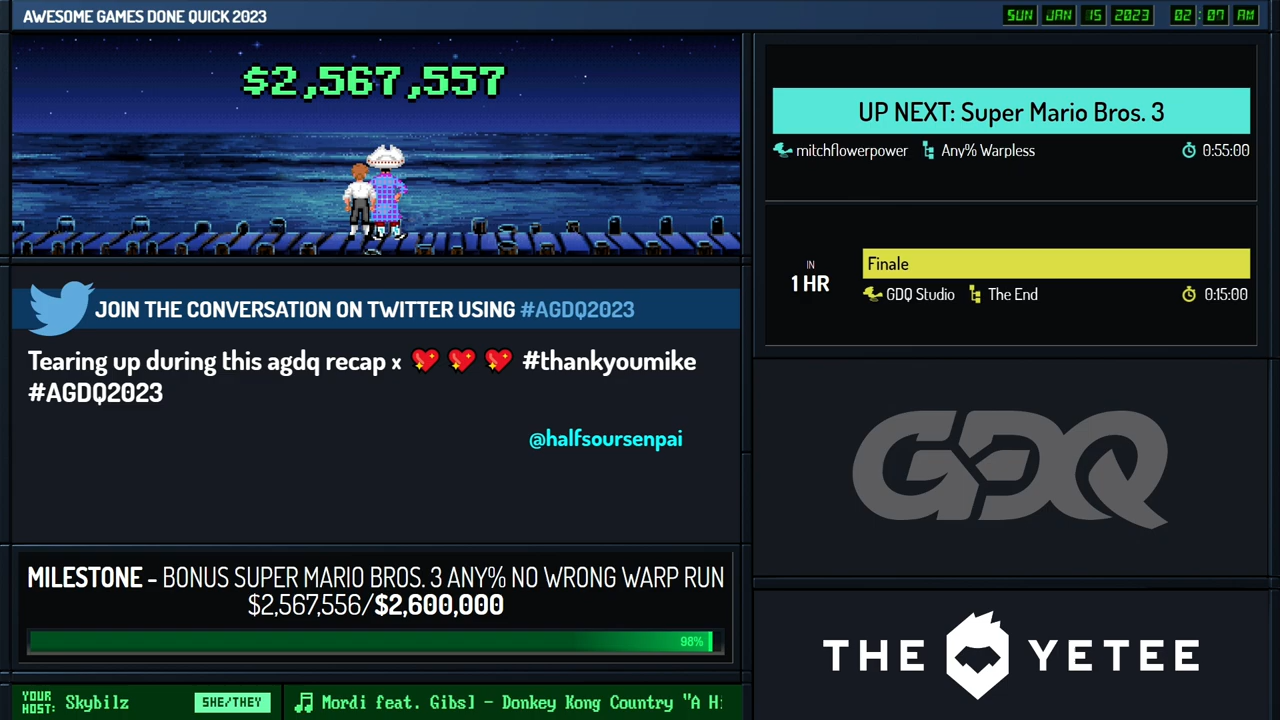 AWESOME GAMES DONE QUICK 2023
SUN JAN 15 2023 02:07 AM
$2,567,557
UP NEXT: Super Mario Bros. 3
mitchflowerpower Any% Warpless 0:55:00
IN
1 HR
Finale
GDQ Studio The End 0:15:00
JOIN THE CONVERSATION ON TWITTER USING #AGDQ2023
Tearing up during this agdq recap x 💖 💖 💖 #thankyoumike
#AGDQ2023
@halfsoursenpai
GDQ
MILESTONE - BONUS SUPER MARIO BROS. 3 ANY% NO WRONG WARP RUN
$2,567,556/$2,600,000
98%
THE YETEE
YOUR
HOST: Skybilz SHE/THEY Mordi feat. Gibs] - Donkey Kong Country "A Hi